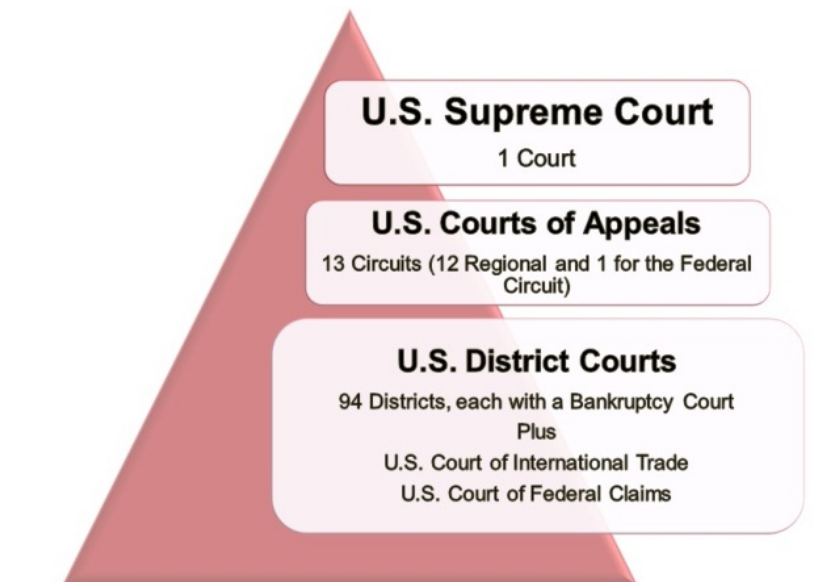 U.S. Supreme Court
1 Court
U.S. Courts of Appeals
13 Circuits (12 Regional and 1 for the Federal
Circuit)
U.S. District Courts
94 Districts, each with a Bankruptcy Court
Plus
U.S. Court of International Trade
U.S. Court of Federal Claims